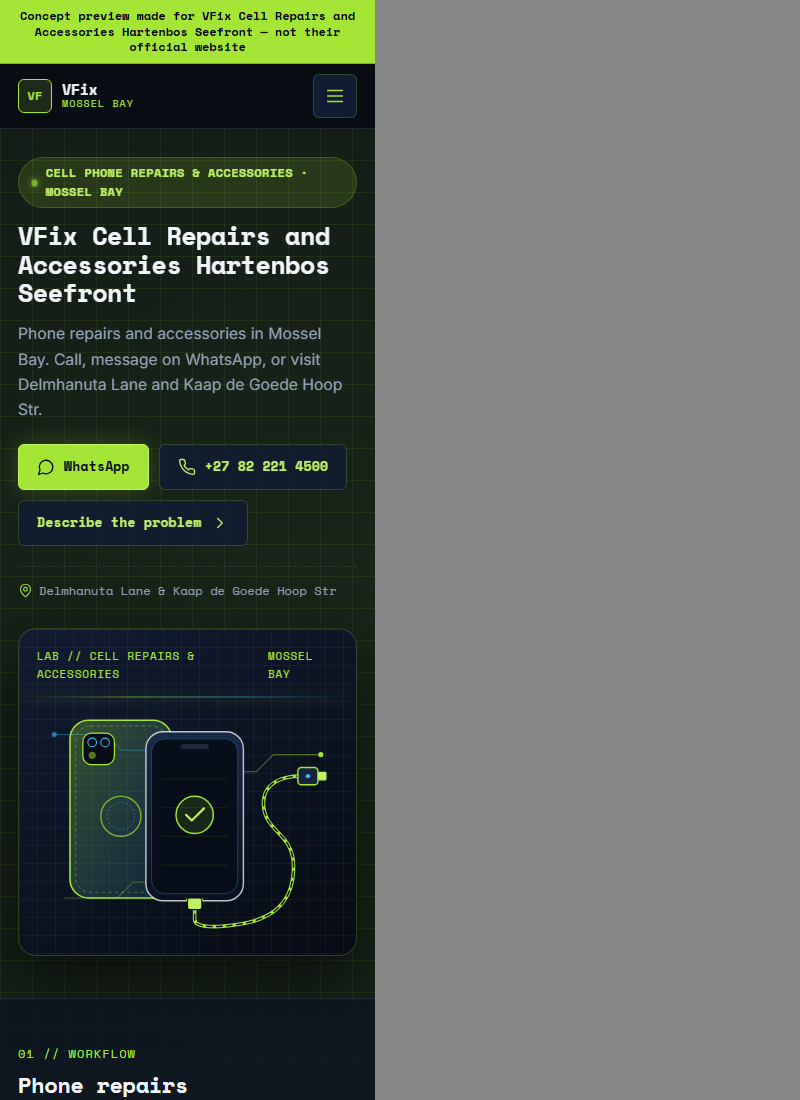 Concept preview made for VFix Cell Repairs and
Accessories Hartenbos Seefront — not their
official website
VF
VFix
MOSSEL BAY
CELL PHONE REPAIRS & ACCESSORIES ·
MOSSEL BAY
VFix Cell Repairs and
Accessories Hartenbos
Seefront
Phone repairs and accessories in Mossel
Bay. Call, message on WhatsApp, or visit
Delmhanuta Lane and Kaap de Goede Hoop
Str.
WhatsApp
+27 82 221 4500
Describe the problem
Delmhanuta Lane & Kaap de Goede Hoop Str
LAB // CELL REPAIRS &
ACCESSORIES
MOSSEL
BAY
01 // WORKFLOW
Phone repairs